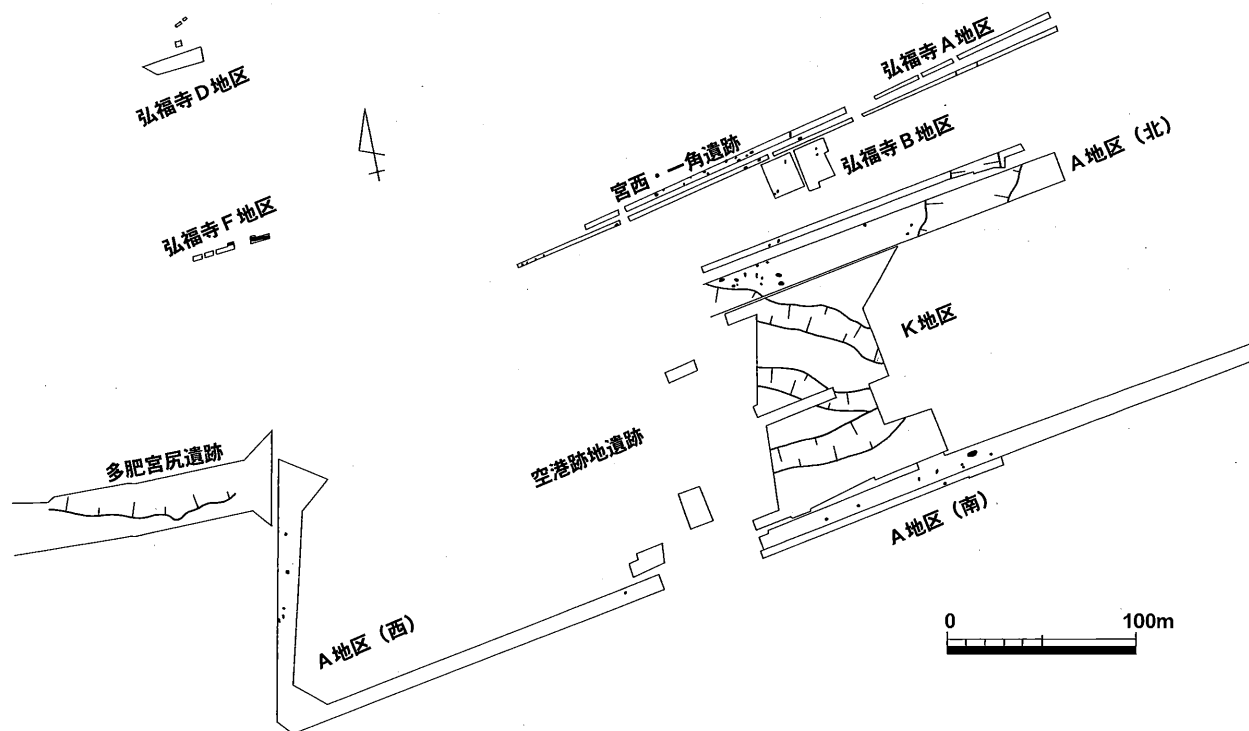 弘福寺A地区
弘福寺D地区
宮西・一角遺跡
弘福寺B地区
A地区（北）
弘福寺F地区
K地区
空港跡地遺跡
多肥宮尻遺跡
A地区（南）
A地区（西）
0 100m